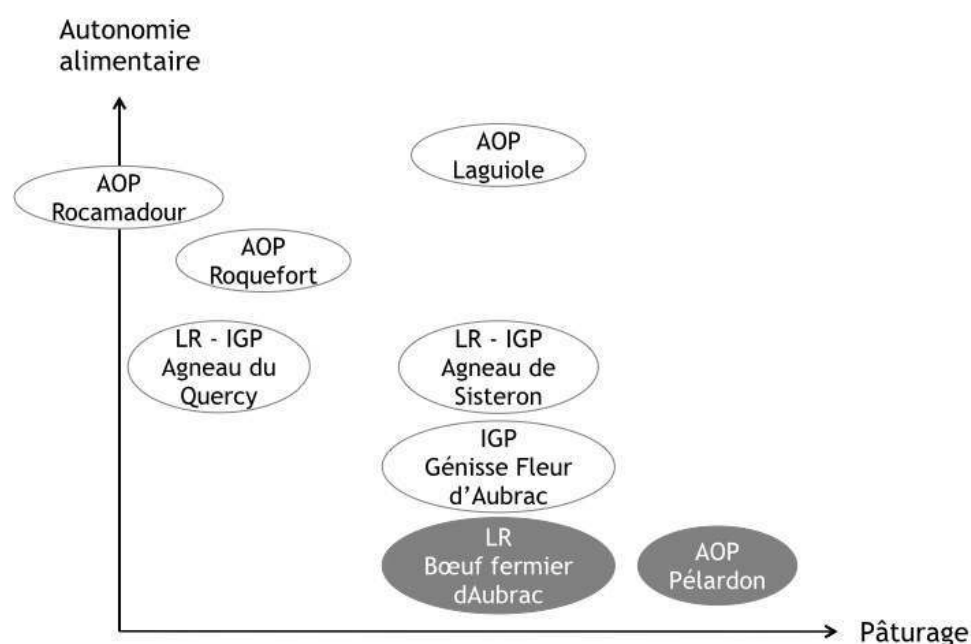 Autonomie
alimentaire
AOP
Laguiole
AOP
Rocamadour
AOP
Roquefort
LR - IGP
Agneau du
Quercy
LR - IGP
Agneau de
Sisteron
IGP
Génisse Fleur
d'Aubrac
LR
Bœuf fermier
dAubrac
AOP
Pélardon
Pâturage